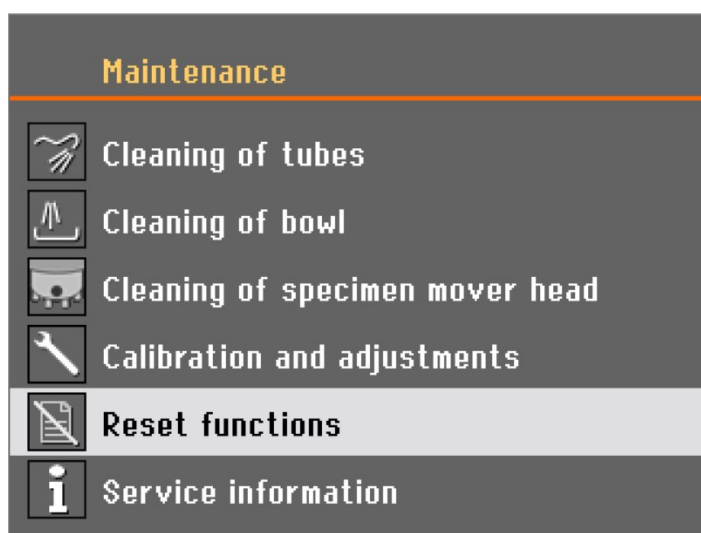 Maintenance
Cleaning of tubes
Cleaning of bowl
Cleaning of specimen mover head
Calibration and adjustments
Reset functions
Service information